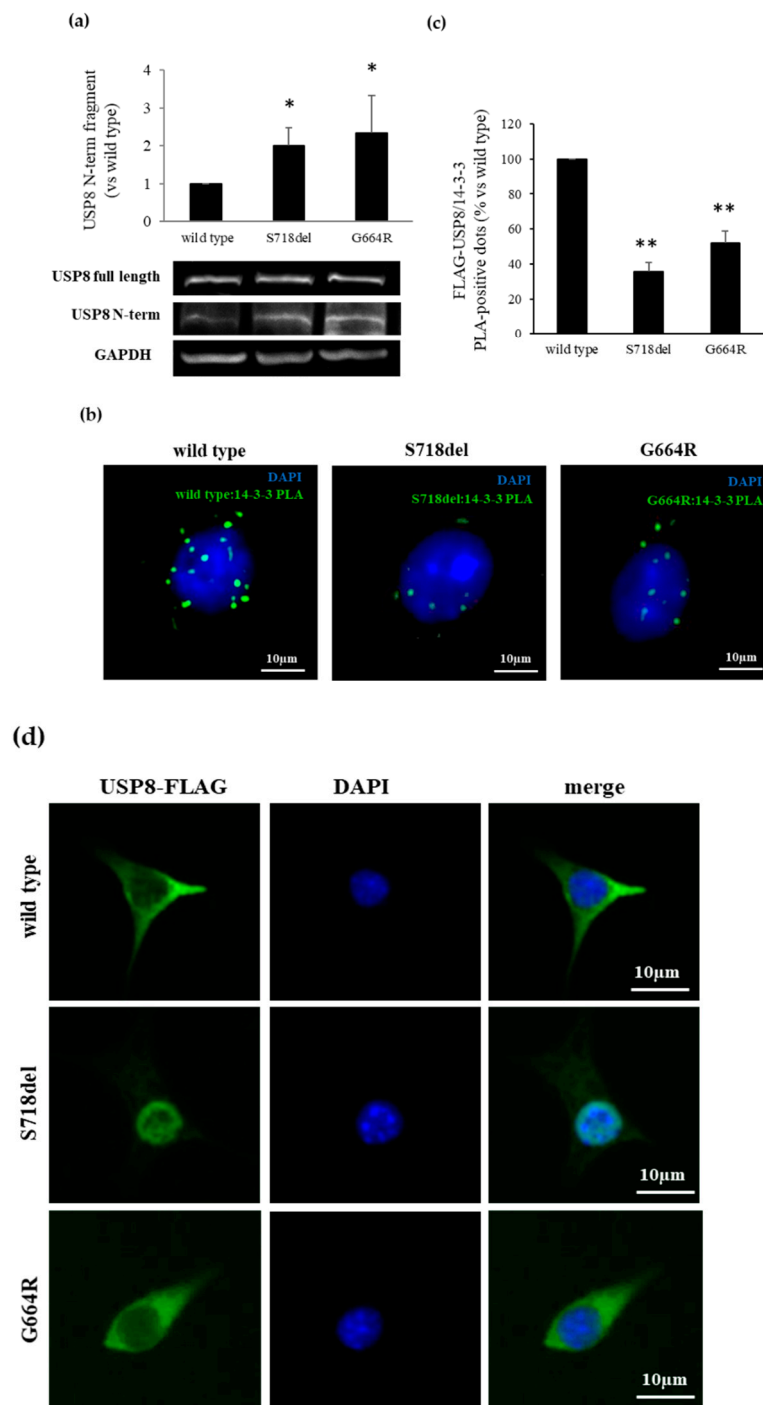 (a)
USP8 N-term fragment
(vs wild type)
4
3
2
1
0
*
*
wild type S718del G664R
USP8 full length
USP8 N-term
GAPDH
(c)
FLAG-USP8/14-3-3
PLA-positive dots (% vs wild type)
120
100
80
60
40
20
0
**
**
wild type S718del G664R
(b)
wild type S718del G664R
DAPI
wild type:14-3-3 PLA
10µm
DAPI
S718del:14-3-3 PLA
10µm
DAPI
G664R:14-3-3 PLA
10µm
(d)
USP8-FLAG DAPI merge
wild type
10µm
S718del
10µm
G664R
10µm